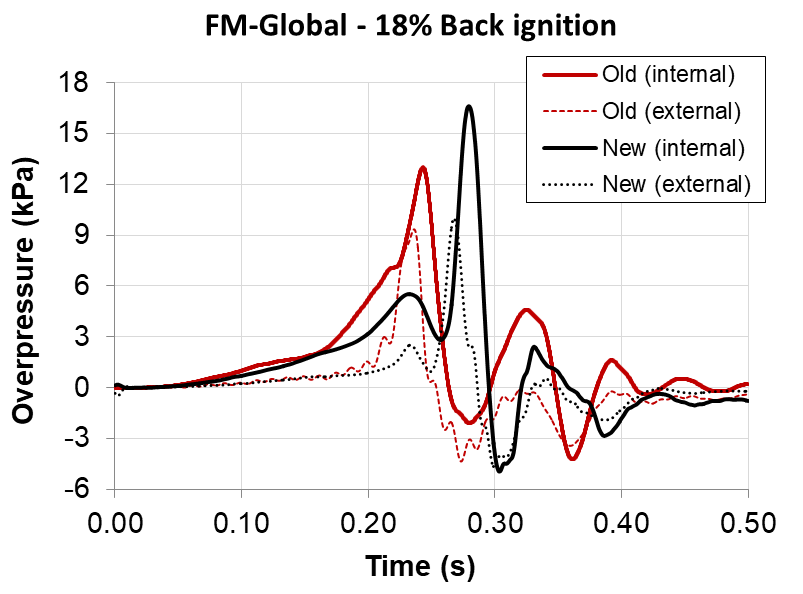 FM-Global - 18% Back ignition
Old (internal)
Old (external)
New (internal)
New (external)
Overpressure (kPa)
18
15
12
9
6
3
0
-3
-6
0.00 0.10 0.20 0.30 0.40 0.50
Time (s)